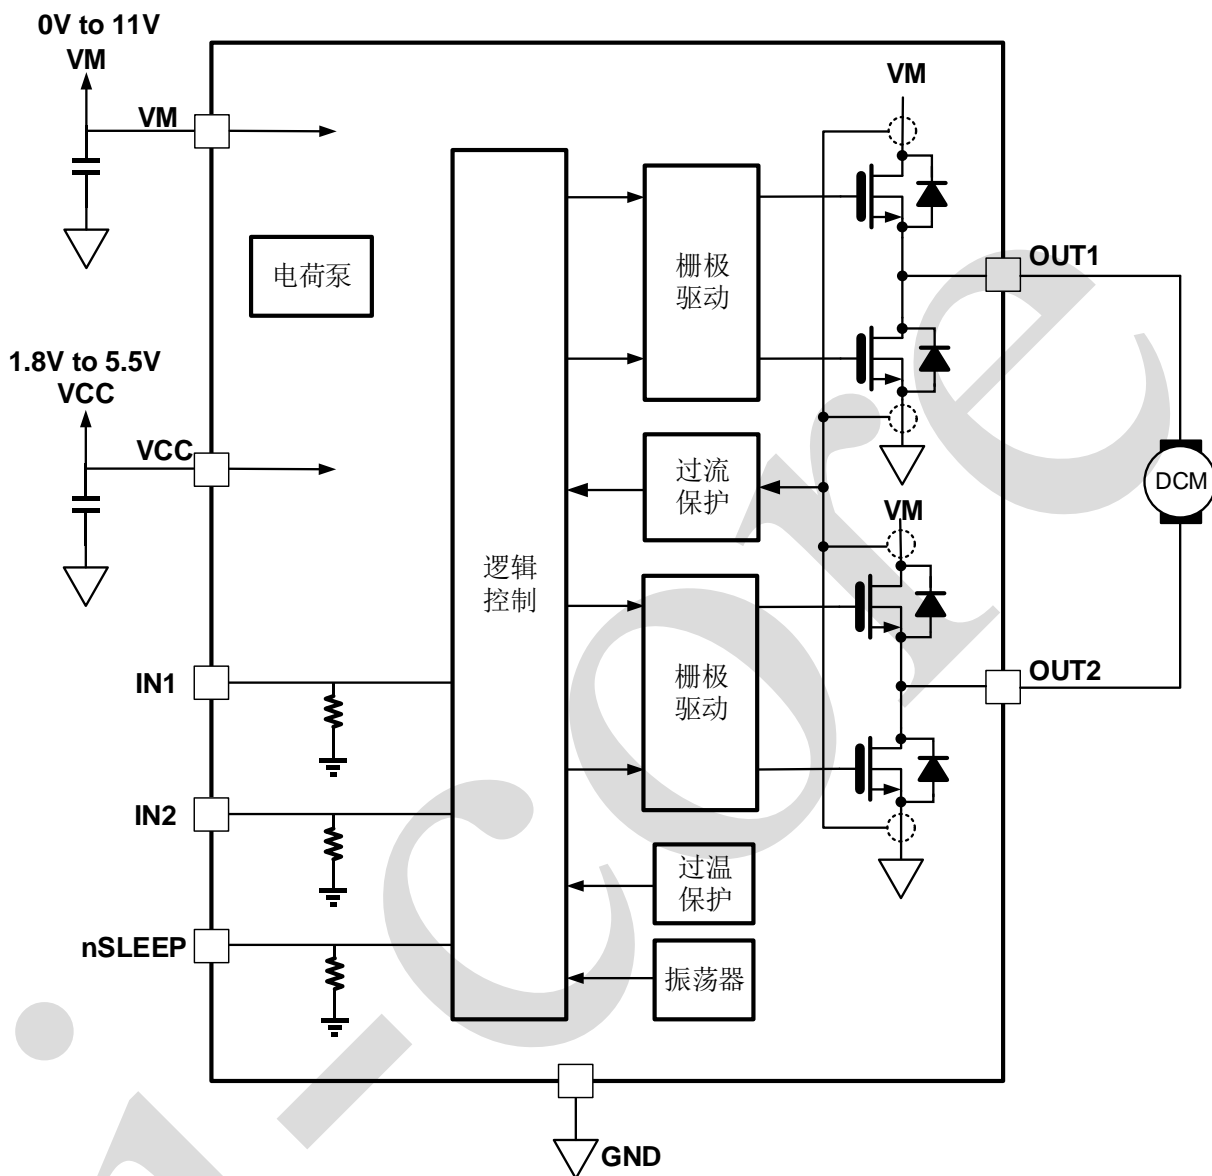 0V to 11V
VM
VM
VM
电荷泵
栅极
驱动
OUT1
1.8V to 5.5V
VCC
VCC
过流
保护
DCM
VM
逻辑
控制
IN1
栅极
驱动
OUT2
IN2
过温
保护
nSLEEP
振荡器
GND